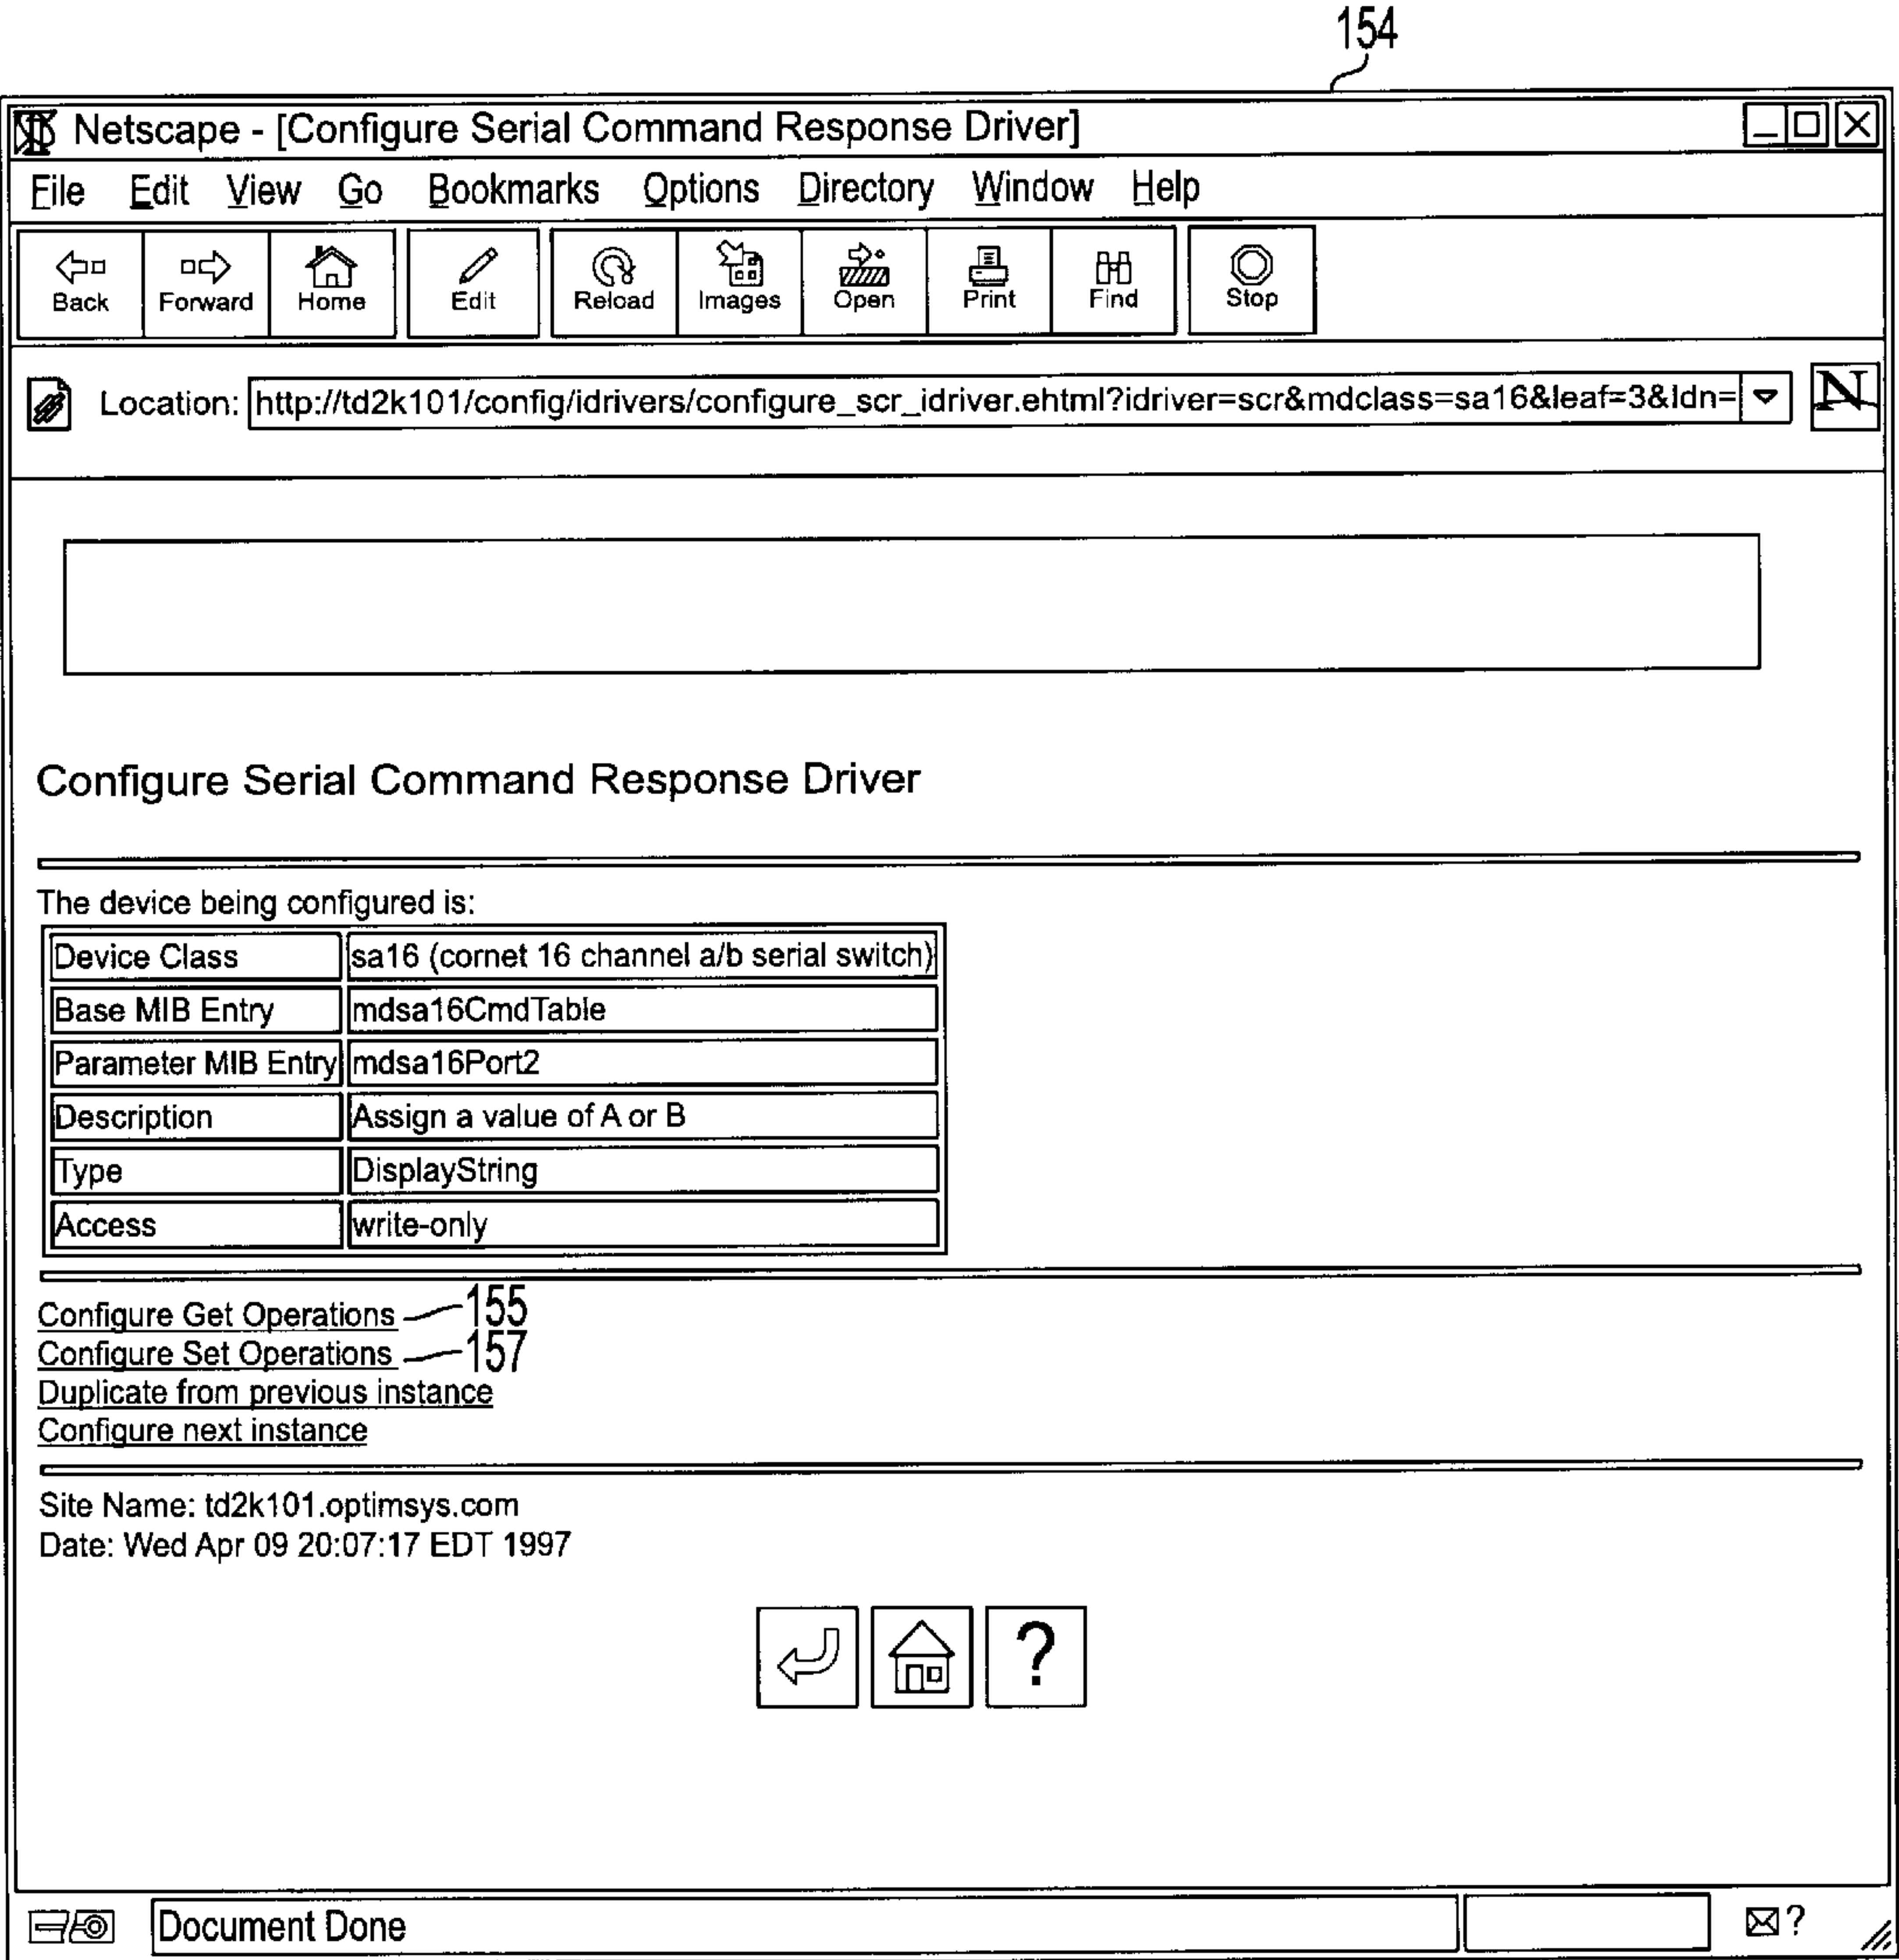 154
Netscape - [Configure Serial Command Response Driver]
File Edit View Go Bookmarks Options Directory Window Help
Back Forward Home Edit Reload Images Open Print Find Stop
Location: http://td2k101/config/idrivers/configure_scr_idriver.ehtml?idriver=scr&mdclass=sa16&leaf=3&ldn= N
Configure Serial Command Response Driver
The device being configured is:
Device Class sa16 (cornet 16 channel a/b serial switch)
Base MIB Entry mdsa16CmdTable
Parameter MIB Entry mdsa16Port2
Description Assign a value of A or B
Type DisplayString
Access write-only
Configure Get Operations 155
Configure Set Operations 157
Duplicate from previous instance
Configure next instance
Site Name: td2k101.optimsys.com
Date: Wed Apr 09 20:07:17 EDT 1997
?
Document Done ?